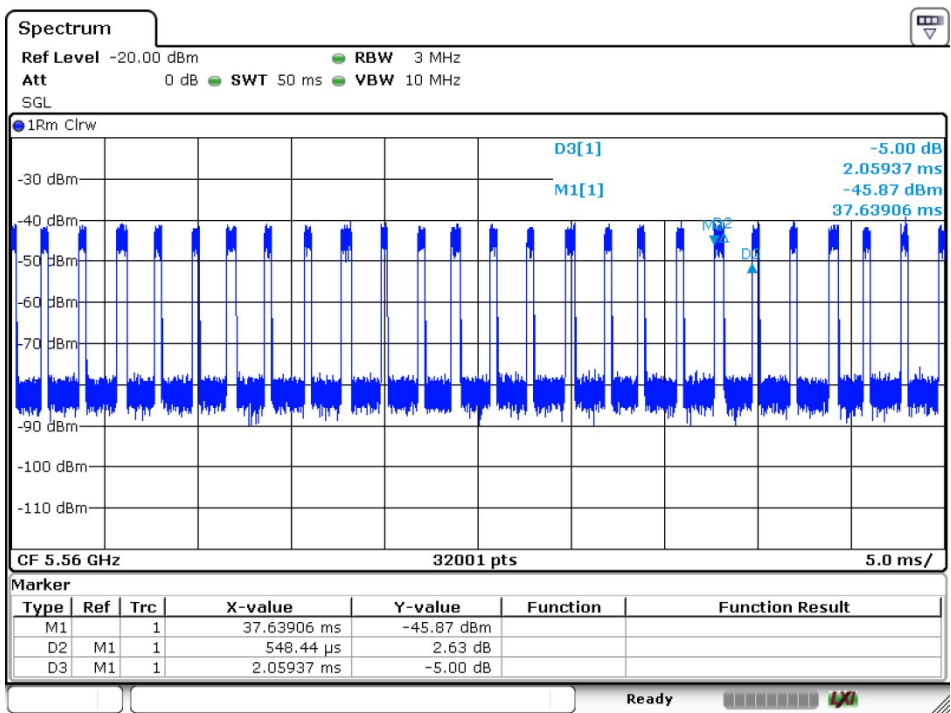 Spectrum
Ref Level -20.00 dBm RBW 3 MHz
Att 0 dB SWT 50 ms VBW 10 MHz
SGL
1Rm Clrw
D3[1] -5.00 dB
2.05937 ms
M1[1] -45.87 dBm
37.63906 ms
-30 dBm
-40 dBm
-50 dBm
-60 dBm
-70 dBm
-90 dBm
-100 dBm
-110 dBm
CF 5.56 GHz 32001 pts 5.0 ms/
Marker
Type Ref Trc X-value Y-value Function Function Result
M1 1 37.63906 ms -45.87 dBm
D2 M1 1 548.44 µs 2.63 dB
D3 M1 1 2.05937 ms -5.00 dB
Ready LXI